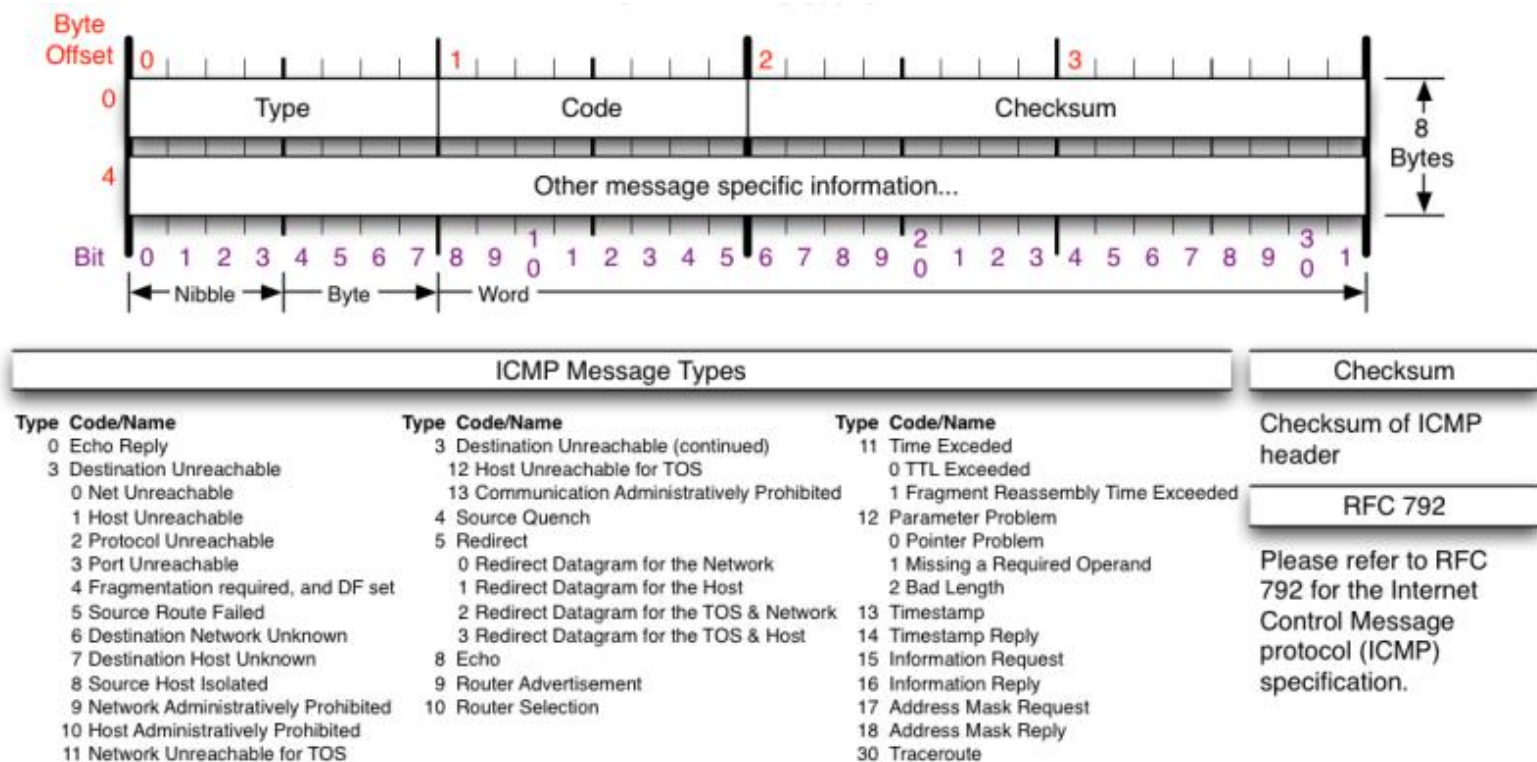 Byte
Offset
0 1 2 3
0 Type Code Checksum
8
Bytes
4 Other message specific information...
Bit 0 1 2 3 4 5 6 7 8 9 10 1 2 3 4 5 6 7 8 9 20 1 2 3 4 5 6 7 8 9 30 1
Nibble Byte Word
ICMP Message Types
Type Code/Name
0 Echo Reply
3 Destination Unreachable
0 Net Unreachable
1 Host Unreachable
2 Protocol Unreachable
3 Port Unreachable
4 Fragmentation required, and DF set
5 Source Route Failed
6 Destination Network Unknown
7 Destination Host Unknown
8 Source Host Isolated
9 Network Administratively Prohibited
10 Host Administratively Prohibited
11 Network Unreachable for TOS
Type Code/Name
3 Destination Unreachable (continued)
12 Host Unreachable for TOS
13 Communication Administratively Prohibited
4 Source Quench
5 Redirect
0 Redirect Datagram for the Network
1 Redirect Datagram for the Host
2 Redirect Datagram for the TOS & Network
3 Redirect Datagram for the TOS & Host
8 Echo
9 Router Advertisement
10 Router Selection
Type Code/Name
11 Time Exceded
0 TTL Exceeded
1 Fragment Reassembly Time Exceeded
12 Parameter Problem
0 Pointer Problem
1 Missing a Required Operand
2 Bad Length
13 Timestamp
14 Timestamp Reply
15 Information Request
16 Information Reply
17 Address Mask Request
18 Address Mask Reply
30 Traceroute
Checksum
Checksum of ICMP
header
RFC 792
Please refer to RFC
792 for the Internet
Control Message
protocol (ICMP)
specification.